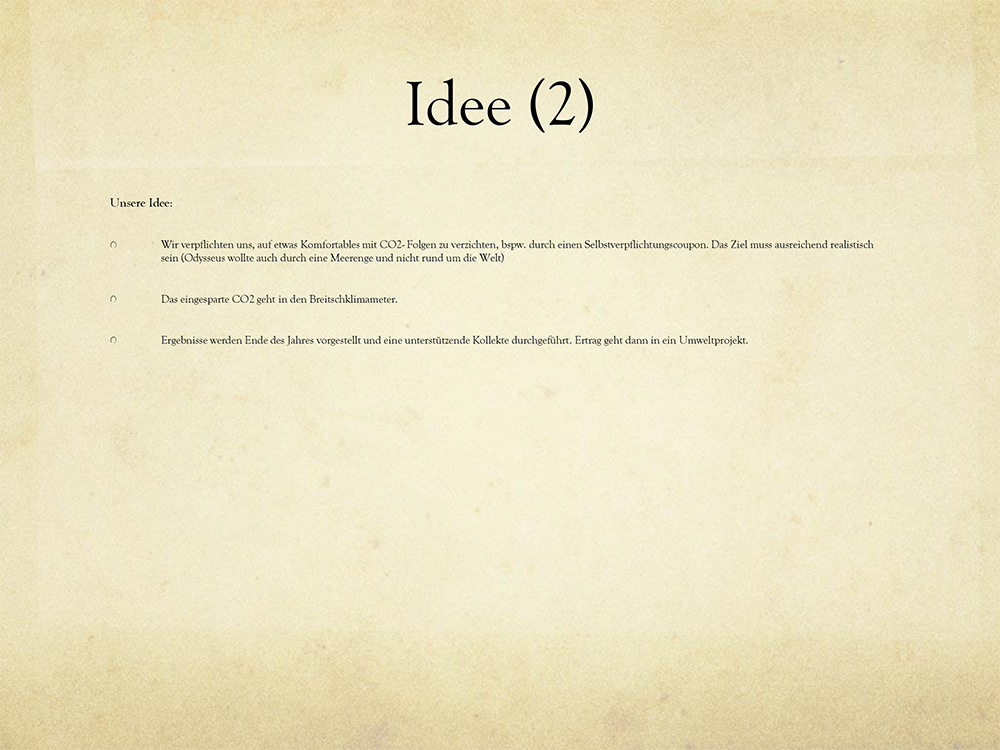 Idee (2)
Unsere Idee:
Wir verpflichten uns, auf etwas Komfortables mit CO2- Folgen zu verzichten, bspw. durch einen Selbstverpflichtungscoupon. Das Ziel muss ausreichend realistisch
sein (Odysseus wollte auch durch eine Meerenge und nicht rund um die Welt)
Das eingesparte CO2 geht in den Breitschklimameter.
Ergebnisse werden Ende des Jahres vorgestellt und eine unterstützende Kollekte durchgeführt. Ertrag geht dann in ein Umweltprojekt.